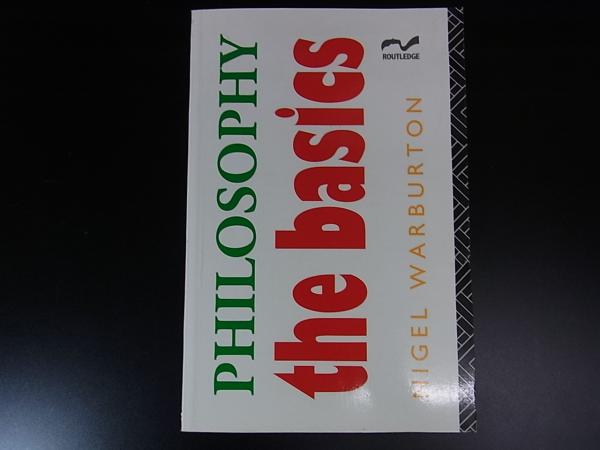 PHILOSOPHY
the basics
NIGEL WARBURTON
ROUTLEDGE